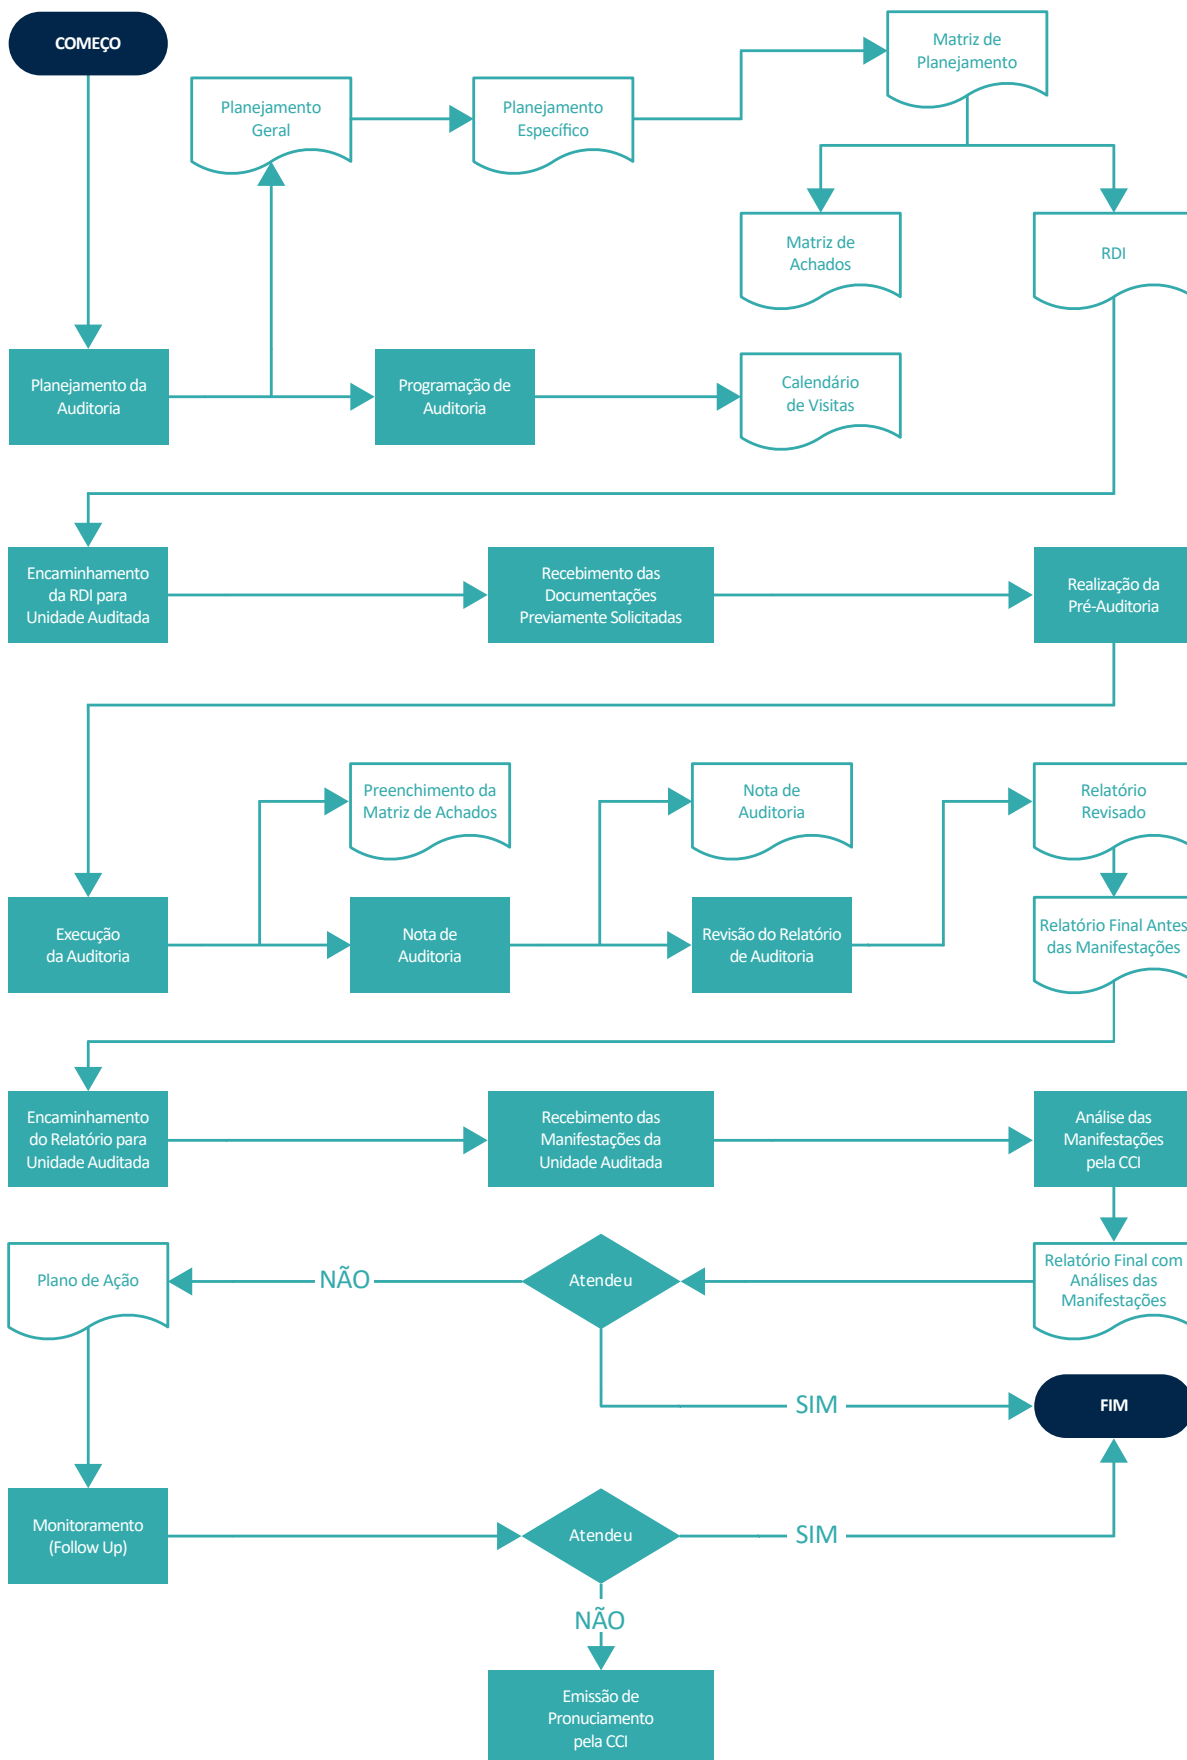 COMEÇO
Matriz de
Planejamento
Planejamento
Geral
Planejamento
Específico
Matriz de
Achados
RDI
Planejamento da
Auditoria
Programação de
Auditoria
Calendário
de Visitas
Encaminhamento
da RDI para
Unidade Auditada
Recebimento das
Documentações
Previamente Solicitadas
Realização da
Pré-Auditoria
Preenchimento da
Matriz de Achados
Nota de
Auditoria
Relatório
Revisado
Execução
da Auditoria
Nota de
Auditoria
Revisão do Relatório
de Auditoria
Relatório Final Antes
das Manifestações
Encaminhamento
do Relatório para
Unidade Auditada
Recebimento das
Manifestações da
Unidade Auditada
Análise das
Manifestações
pela CCI
Plano de Ação
NÃO
Atendeu
Relatório Final com
Análises das
Manifestações
SIM
FIM
Monitoramento
(Follow Up)
Atendeu
SIM
NÃO
Emissão de
Pronuciamento
pela CCI